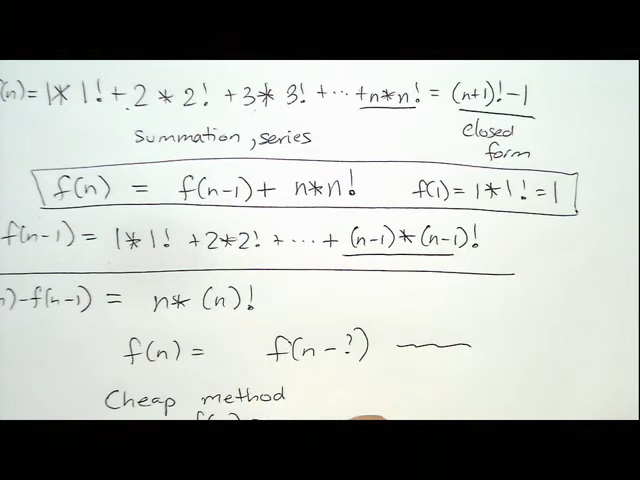 (n) = 1 * 1! + 2 * 2! + 3 * 3! + ... + n * n! = (n+1)! - 1
summation, series closed form
f(n) = f(n-1) + n * n! f(1) = 1 * 1! = 1
f(n-1) = 1 * 1! + 2 * 2! + ... + (n-1) * (n-1)!
) - f(n-1) = n * (n)!
f(n) = f(n-?)
Cheap method